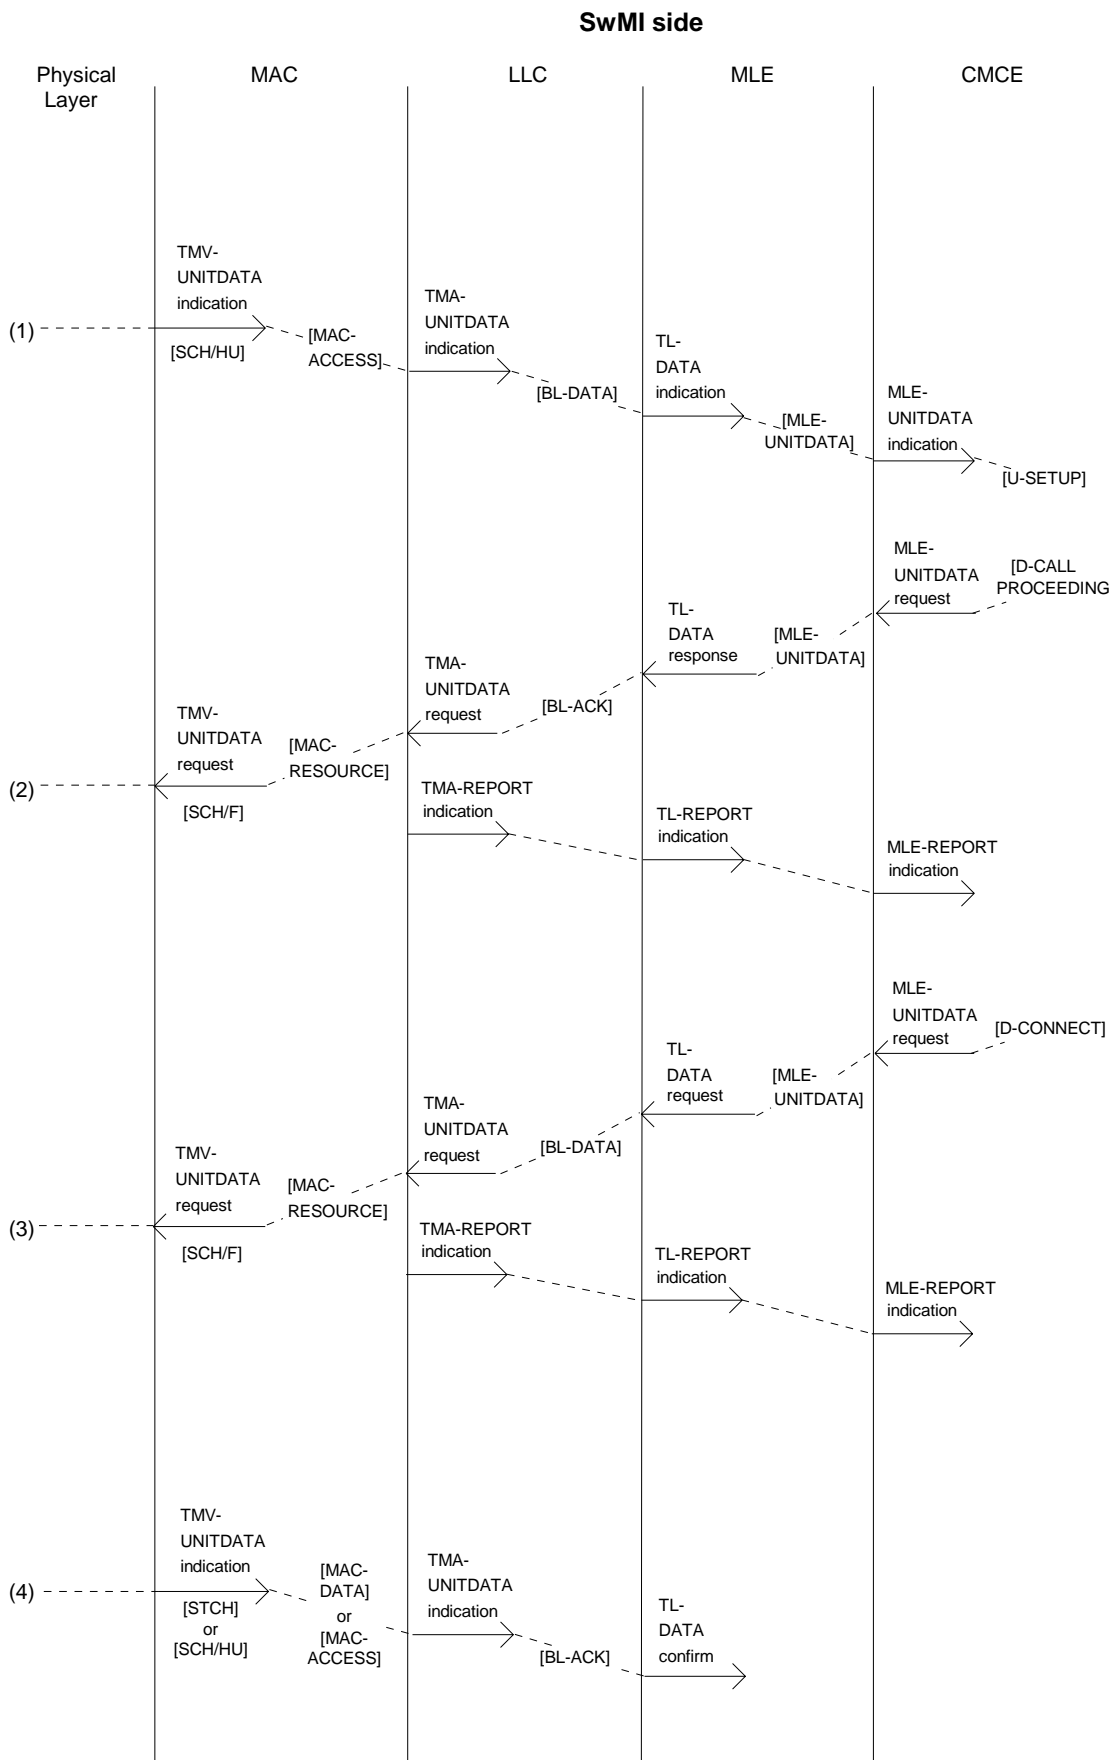 SwMI side
Physical
Layer
MAC
LLC
MLE
CMCE
TMV-
UNITDATA
indication
(1)
[SCH/HU]
[MAC-
ACCESS]
TMA-
UNITDATA
indication
[BL-DATA]
TL-
DATA
indication
[MLE-
UNITDATA]
MLE-
UNITDATA
indication
[U-SETUP]
MLE-
UNITDATA
request
[D-CALL
PROCEEDING
TL-
DATA
response
[MLE-
UNITDATA]
TMA-
UNITDATA
request
[BL-ACK]
TMV-
UNITDATA
request
[MAC-
RESOURCE]
(2)
[SCH/F]
TMA-REPORT
indication
TL-REPORT
indication
MLE-REPORT
indication
MLE-
UNITDATA
request
[D-CONNECT]
TL-
DATA
request
[MLE-
UNITDATA]
TMA-
UNITDATA
request
[BL-DATA]
TMV-
UNITDATA
request
[MAC-
RESOURCE]
(3)
[SCH/F]
TMA-REPORT
indication
TL-REPORT
indication
MLE-REPORT
indication
TMV-
UNITDATA
indication
(4)
[STCH]
or
[SCH/HU]
[MAC-
DATA]
or
[MAC-
ACCESS]
TMA-
UNITDATA
indication
[BL-ACK]
TL-
DATA
confirm